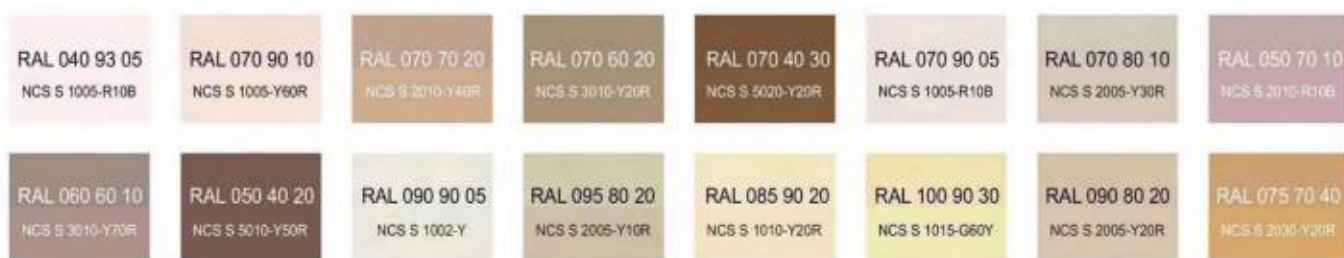 RAL 040 93 05
NCS S 1005-R10B
RAL 070 90 10
NCS S 1005-Y60R
RAL 070 70 20
NCS S 2010-Y40R
RAL 070 60 20
NCS S 3010-Y20R
RAL 070 40 30
NCS S 5020-Y20R
RAL 070 90 05
NCS S 1005-R10B
RAL 070 80 10
NCS S 2005-Y30R
RAL 050 70 10
NCS S 2010-R10B
RAL 060 60 10
NCS S 3010-Y70R
RAL 050 40 20
NCS S 5010-Y50R
RAL 090 90 05
NCS S 1002-Y
RAL 095 80 20
NCS S 2005-Y10R
RAL 085 90 20
NCS S 1010-Y20R
RAL 100 90 30
NCS S 1015-G60Y
RAL 090 80 20
NCS S 2005-Y20R
RAL 075 70 40
NCS S 2030-Y20R